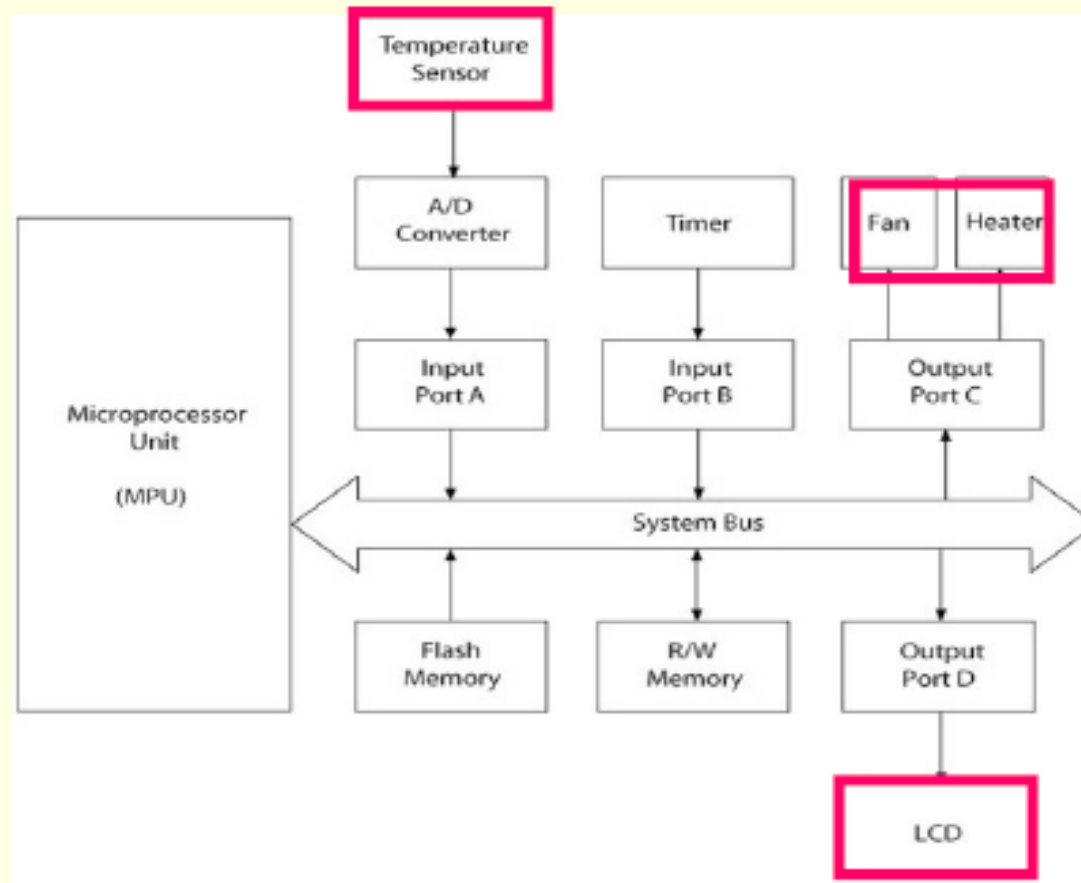 Temperature
Sensor
A/D
Converter
Timer
Fan
Heater
Input
Port A
Input
Port B
Output
Port C
Microprocessor
Unit
(MPU)
System Bus
Flash
Memory
R/W
Memory
Output
Port D
LCD